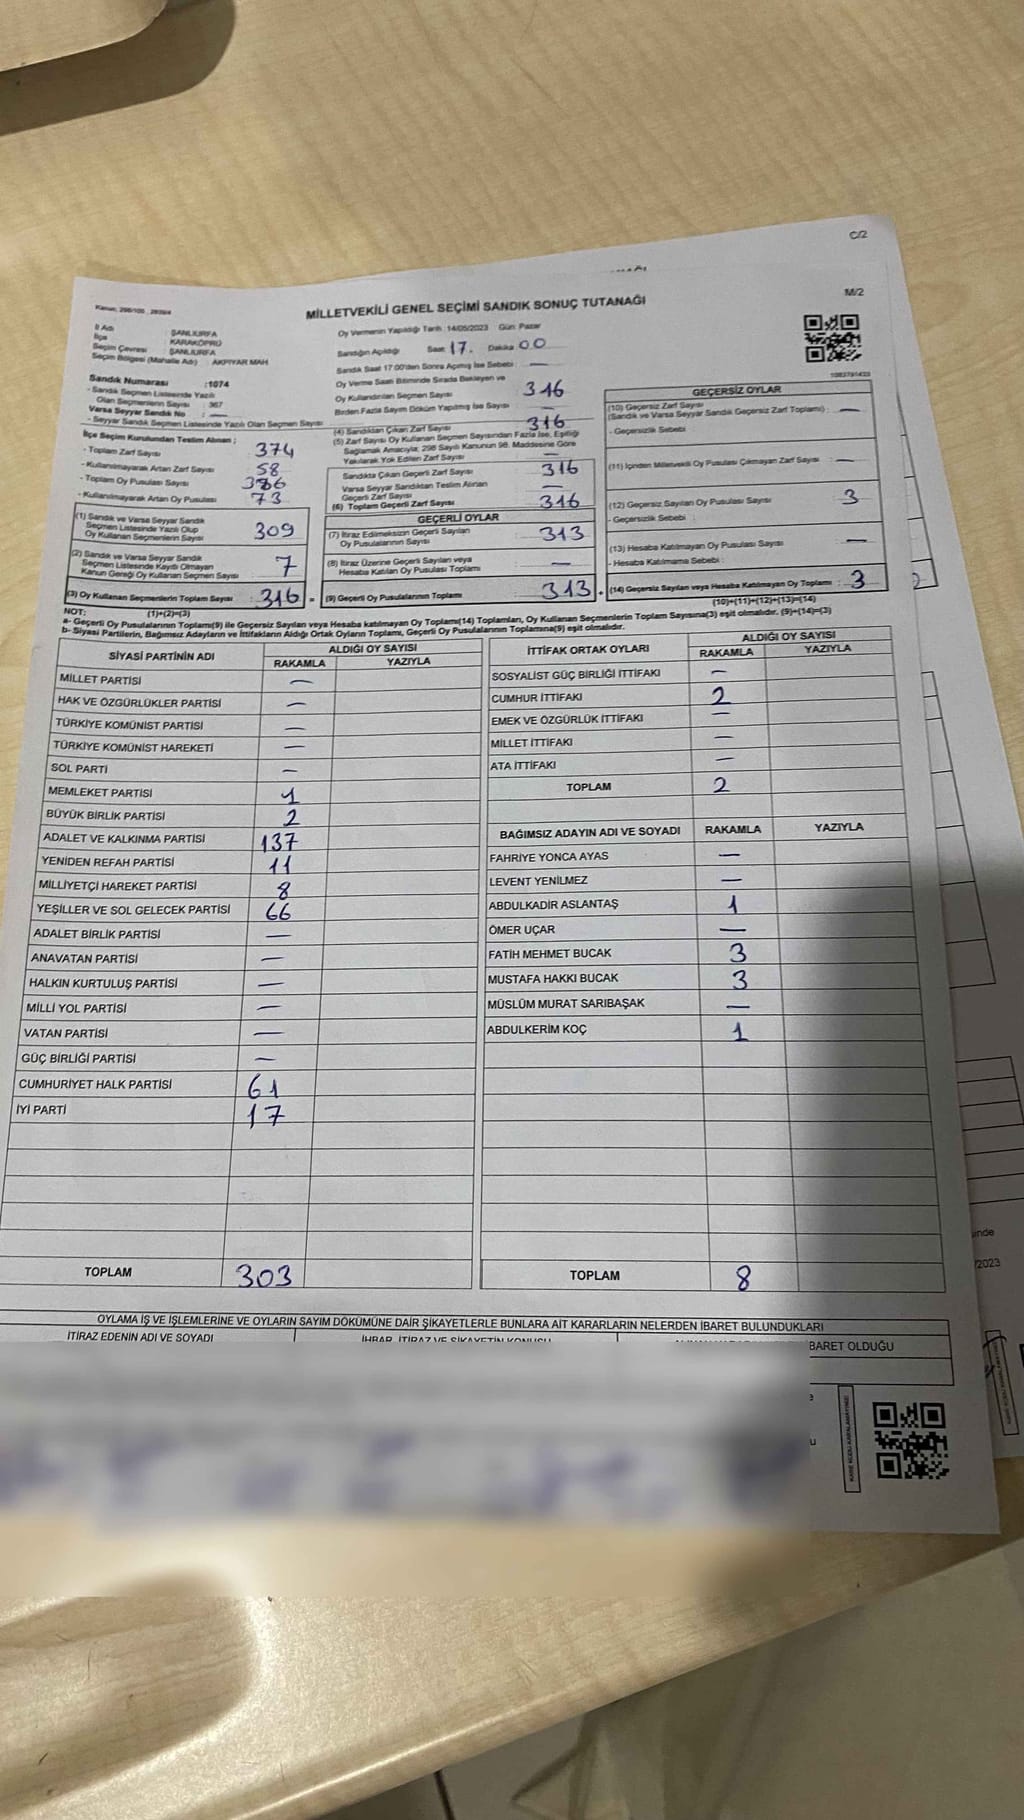 C/2
M/2
MİLLETVEKİLİ GENEL SEÇİMİ SANDIK SONUÇ TUTANAĞI
İl Adı : ŞANLIURFA
İlçe : KARAKÖPRÜ
Seçim Çevresi : ŞANLIURFA
Seçim Bölgesi (Mahalle Adı) : AKPIYAR MAH
Sandık Numarası :1074
- Sandık Seçmen Listesinde Yazılı
Olan Seçmenlerin Sayısı : 367
Varsa Seyyar Sandık No : —
- Seyyar Sandık Seçmen Listesinde Yazılı Olan Seçmen Sayısı
İlçe Seçim Kurulundan Teslim Alınan ;
- Toplam Zarf Sayısı 374
- Kullanılmayarak Artan Zarf Sayısı 58
- Toplam Oy Pusulası Sayısı 386
- Kullanılmayarak Artan Oy Pusulası 73
(1) Sandık ve Varsa Seyyar Sandık
Seçmen Listesinde Yazılı Olup
Oy Kullanan Seçmenlerin Sayısı 309
(2) Sandık ve Varsa Seyyar Sandık
Seçmen Listesinde Kayıtlı Olmayan
Kanun Gereği Oy Kullanan Seçmen Sayısı 7
(3) Oy Kullanan Seçmenlerin Toplam Sayısı : 316 =
(1)+(2)=(3)
Oy Vermenin Yapıldığı Tarih :14/05/2023 Gün: Pazar
Sandığın Açıldığı Saat 17. Dakika 00
Sandık Saat 17.00'den Sonra Açılmış İse Sebebi : —
Oy Verme Saati Bitiminde Sırada Bekleyen ve
Oy Kullandırılan Seçmen Sayısı 316
Birden Fazla Sayım Döküm Yapılmış İse Sayısı : —
(4) Sandıktan Çıkan Zarf Sayısı 316
(5) Zarf Sayısı Oy Kullanan Seçmen Sayısından Fazla İse, Eşitliği
Sağlamak Amacıyla; 298 Sayılı Kanunun 98. Maddesine Göre
Yakılarak Yok Edilen Zarf Sayısı —
Sandıkta Çıkan Geçerli Zarf Sayısı 316
Varsa Seyyar Sandıktan Teslim Alınan
Geçerli Zarf Sayısı —
(6) Toplam Geçerli Zarf Sayısı 316
GEÇERLİ OYLAR
(7) İtiraz Edilmeksizin Geçerli Sayılan
Oy Pusulalarının Sayısı 313
(8) İtiraz Üzerine Geçerli Sayılan veya
Hesaba Katılan Oy Pusulası Toplamı —
(9) Geçerli Oy Pusulalarının Toplamı 313 .
GEÇERSİZ OYLAR
(10) Geçersiz Zarf Sayısı
(Sandık ve Varsa Seyyar Sandık Geçersiz Zarf Toplamı) : —
- Geçersizlik Sebebi :
(11) İçinden Milletvekili Oy Pusulası Çıkmayan Zarf Sayısı : —
(12) Geçersiz Sayılan Oy Pusulası Sayısı : 3
- Geçersizlik Sebebi :
(13) Hesaba Katılmayan Oy Pusulası Sayısı : —
- Hesaba Katılmama Sebebi :
(14) Geçersiz Sayılan veya Hesaba Katılmayan Oy Toplamı : 3
(10)+(11)+(12)+(13)=(14)
NOT:
a- Geçerli Oy Pusulalarının Toplamı(9) ile Geçersiz Sayılan veya Hesaba Katılmayan Oy Toplamı(14) Toplamları, Oy Kullanan Seçmenlerin Toplam Sayısına(3) eşit olmalıdır. (9)+(14)=(3)
b- Siyasi Partilerin, Bağımsız Adayların ve İttifakların Aldığı Ortak Oyların Toplamı, Geçerli Oy Pusulalarının Toplamına(9) eşit olmalıdır.
SİYASİ PARTİNİN ADI ALDIĞI OY SAYISI
RAKAMLA YAZIYLA
MİLLET PARTİSİ —
HAK VE ÖZGÜRLÜKLER PARTİSİ —
TÜRKİYE KOMÜNİST PARTİSİ —
TÜRKİYE KOMÜNİST HAREKETİ —
SOL PARTİ —
MEMLEKET PARTİSİ 1
BÜYÜK BİRLİK PARTİSİ 2
ADALET VE KALKINMA PARTİSİ 137
YENİDEN REFAH PARTİSİ 11
MİLLİYETÇİ HAREKET PARTİSİ 8
YEŞİLLER VE SOL GELECEK PARTİSİ 66
ADALET BİRLİK PARTİSİ —
ANAVATAN PARTİSİ —
HALKIN KURTULUŞ PARTİSİ —
MİLLİ YOL PARTİSİ —
VATAN PARTİSİ —
GÜÇ BİRLİĞİ PARTİSİ —
CUMHURİYET HALK PARTİSİ 61
İYİ PARTİ 17
TOPLAM 303
İTTİFAK ORTAK OYLARI ALDIĞI OY SAYISI
RAKAMLA YAZIYLA
SOSYALİST GÜÇ BİRLİĞİ İTTİFAKI —
CUMHUR İTTİFAKI 2
EMEK VE ÖZGÜRLÜK İTTİFAKI —
MİLLET İTTİFAKI —
ATA İTTİFAKI —
TOPLAM 2
BAĞIMSIZ ADAYIN ADI VE SOYADI RAKAMLA YAZIYLA
FAHRİYE YONCA AYAS —
LEVENT YENİLMEZ —
ABDULKADİR ASLANTAŞ 1
ÖMER UÇAR —
FATİH MEHMET BUCAK 3
MUSTAFA HAKKI BUCAK 3
MÜSLÜM MURAT SARIBAŞAK —
ABDULKERİM KOÇ 1
TOPLAM 8
OYLAMA İŞ VE İŞLEMLERİNE VE OYLARIN SAYIM DÖKÜMÜNE DAİR ŞİKAYETLERLE BUNLARA AİT KARARLARIN NELERDEN İBARET BULUNDUKLARI
İTİRAZ EDENİN ADI VE SOYADI
İHBAR, İTİRAZ VE ŞİKAYETİN KONUSU
İBARET OLDUĞU
2
inde
/2023